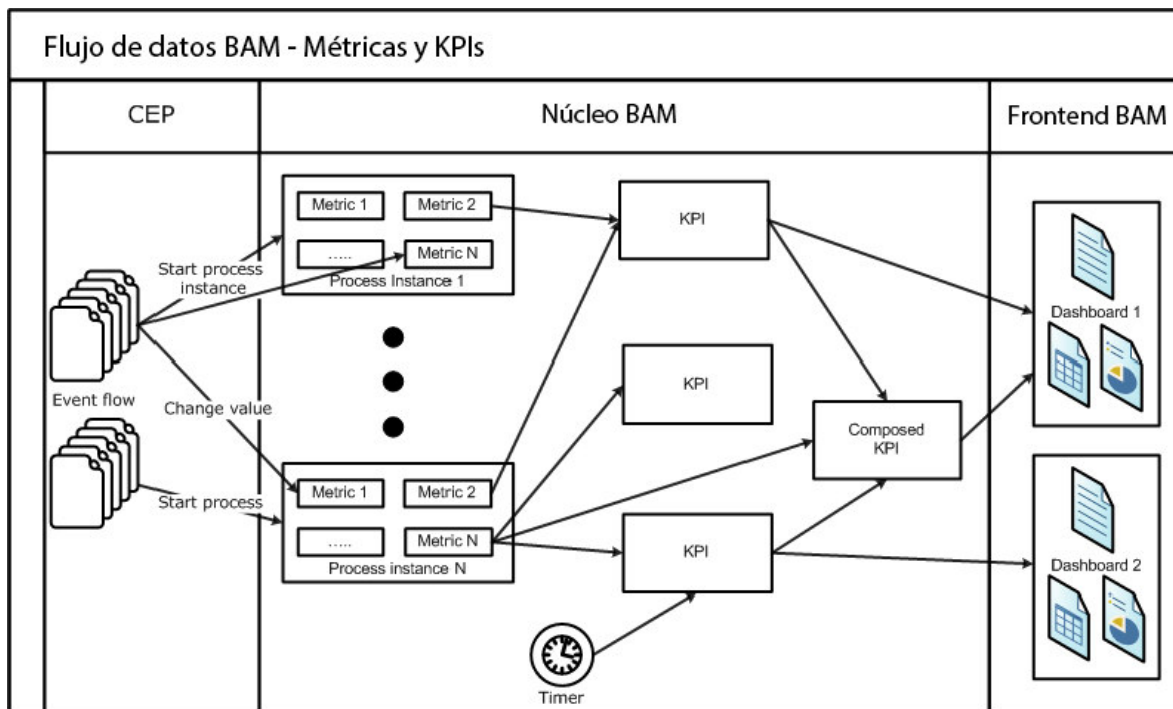 Flujo de datos BAM - Métricas y KPIs
CEP
Núcleo BAM
Frontend BAM
Metric 1
Metric 2
.....
Metric N
Process Instance 1
Start process
instance
Event flow
Change value
Start process
Metric 1
Metric 2
.....
Metric N
Process instance N
KPI
KPI
KPI
Composed
KPI
Timer
Dashboard 1
Dashboard 2